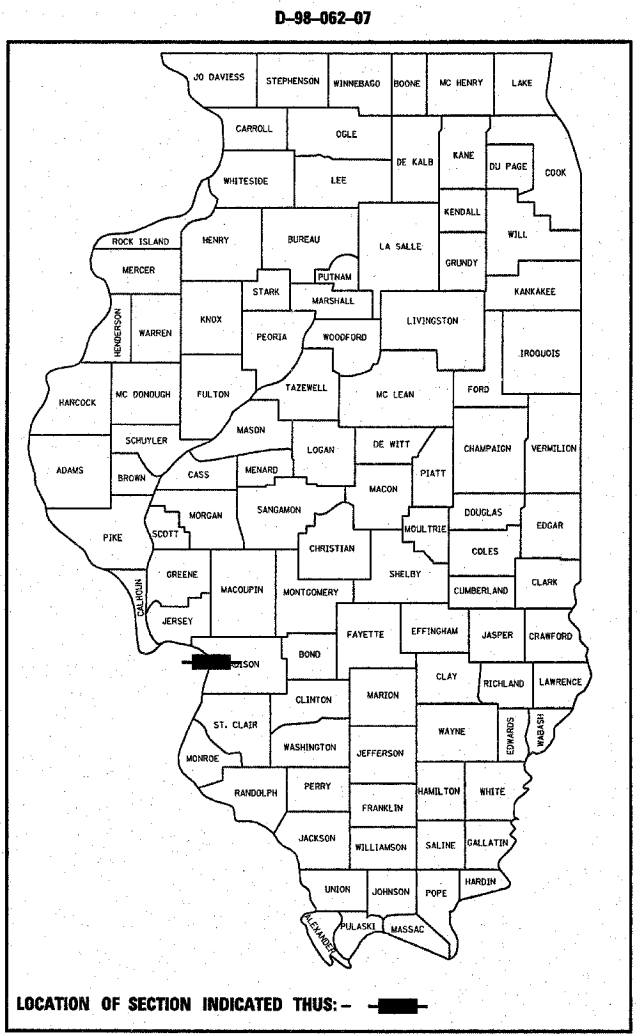 D-98-062-07
JO DAVIESS
STEPHENSON
WINNEBAGO
BOONE
MC HENRY
LAKE
CARROLL
OGLE
DE KALB
KANE
DU PAGE
COOK
WHITESIDE
LEE
KENDALL
ROCK ISLAND
HENRY
BUREAU
LA SALLE
WILL
MERCER
PUTNAM
GRUNDY
STARK
MARSHALL
KANKAKEE
HENDERSON
WARREN
KNOX
PEORIA
WOODFORD
LIVINGSTON
IROQUOIS
HANCOCK
MC DONOUGH
FULTON
TAZEWELL
MC LEAN
FORD
SCHUYLER
MASON
LOGAN
DE WITT
CHAMPAIGN
VERMILION
ADAMS
BROWN
CASS
MENARD
MACON
PIATT
PIKE
SCOTT
MORGAN
SANGAMON
CHRISTIAN
MOULTRIE
DOUGLAS
EDGAR
COLES
CALHOUN
GREENE
MACOUPIN
MONTGOMERY
SHELBY
CUMBERLAND
CLARK
JERSEY
FAYETTE
EFFINGHAM
JASPER
CRAWFORD
BOND
DISON
CLINTON
MARION
CLAY
RICHLAND
LAWRENCE
ST. CLAIR
WASHINGTON
JEFFERSON
WAYNE
EDWARDS
WABASH
MONROE
RANDOLPH
PERRY
FRANKLIN
HAMILTON
WHITE
JACKSON
WILLIAMSON
SALINE
GALLATIN
UNION
JOHNSON
POPE
HARDIN
ALEXANDER
PULASKI
MASSAC
LOCATION OF SECTION INDICATED THUS: -